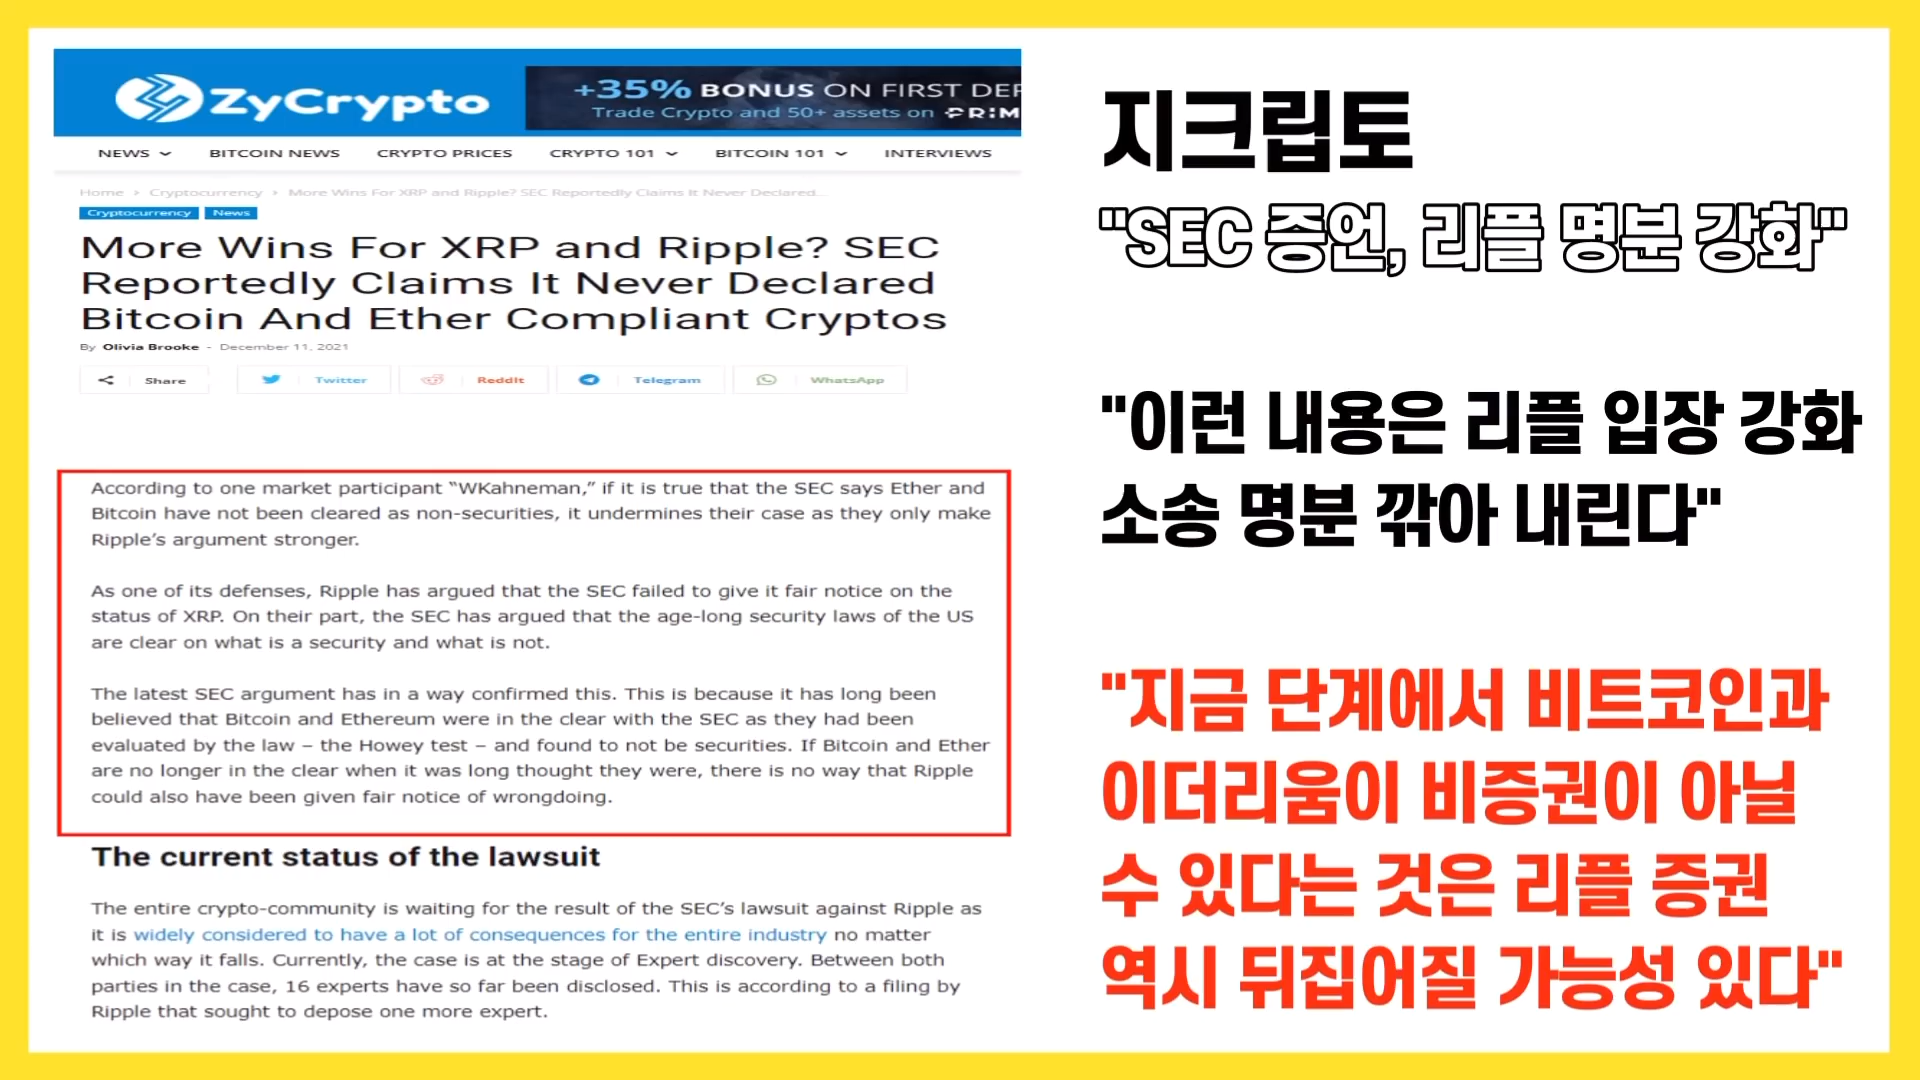 ZyCrypto
+35% BONUS ON FIRST DEP
Trade Crypto and 50+ assets on PRIM
NEWS
BITCOIN NEWS
CRYPTO PRICES
CRYPTO 101
BITCOIN 101
INTERVIEWS
Home > Cryptocurrency > More Wins For XRP and Ripple? SEC Reportedly Claims It Never Declared...
Cryptocurrency
News
More Wins For XRP and Ripple? SEC
Reportedly Claims It Never Declared
Bitcoin And Ether Compliant Cryptos
By Olivia Brooke - December 11, 2021
Share
Twitter
ReddIt
Telegram
WhatsApp
According to one market participant “WKahneman,” if it is true that the SEC says Ether and
Bitcoin have not been cleared as non-securities, it undermines their case as they only make
Ripple’s argument stronger.
As one of its defenses, Ripple has argued that the SEC failed to give it fair notice on the
status of XRP. On their part, the SEC has argued that the age-long security laws of the US
are clear on what is a security and what is not.
The latest SEC argument has in a way confirmed this. This is because it has long been
believed that Bitcoin and Ethereum were in the clear with the SEC as they had been
evaluated by the law – the Howey test – and found to not be securities. If Bitcoin and Ether
are no longer in the clear when it was long thought they were, there is no way that Ripple
could also have been given fair notice of wrongdoing.
The current status of the lawsuit
The entire crypto-community is waiting for the result of the SEC’s lawsuit against Ripple as
it is widely considered to have a lot of consequences for the entire industry no matter
which way it falls. Currently, the case is at the stage of Expert discovery. Between both
parties in the case, 16 experts have so far been disclosed. This is according to a filing by
Ripple that sought to depose one more expert.
지크립토
"SEC 증언, 리플 명분 강화"
"이런 내용은 리플 입장 강화
소송 명분 깎아 내린다"
"지금 단계에서 비트코인과
이더리움이 비증권이 아닐
수 있다는 것은 리플 증권
역시 뒤집어질 가능성 있다"